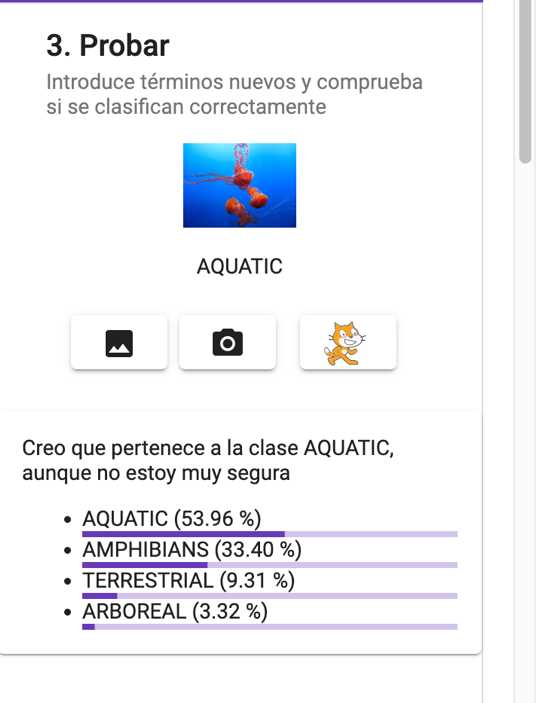 3. Probar
Introduce términos nuevos y comprueba
si se clasifican correctamente
AQUATIC
Creo que pertenece a la clase AQUATIC,
aunque no estoy muy segura
AQUATIC (53.96 %)
AMPHIBIANS (33.40 %)
TERRESTRIAL (9.31 %)
ARBOREAL (3.32 %)